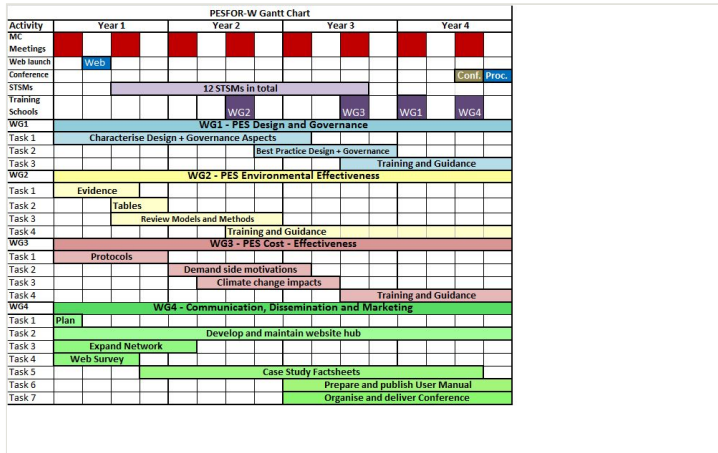 PESFOR-W Gantt Chart
Activity Year 1 Year 2 Year 3 Year 4
MC
Meetings
Web launch Web
Conference Conf. Proc.
STSMs 12 STSMs in total
Training
Schools WG2 WG3 WG1 WG4
WG1 WG1 - PES Design and Governance
Task 1 Characterise Design + Governance Aspects
Task 2 Best Practice Design + Governance
Task 3 Training and Guidance
WG2 WG2 - PES Environmental Effectiveness
Task 1 Evidence
Task 2 Tables
Task 3 Review Models and Methods
Task 4 Training and Guidance
WG3 WG3 - PES Cost - Effectiveness
Task 1 Protocols
Task 2 Demand side motivations
Task 3 Climate change impacts
Task 4 Training and Guidance
WG4 WG4 - Communication, Dissemination and Marketing
Task 1 Plan
Task 2 Develop and maintain website hub
Task 3 Expand Network
Task 4 Web Survey
Task 5 Case Study Factsheets
Task 6 Prepare and publish User Manual
Task 7 Organise and deliver Conference